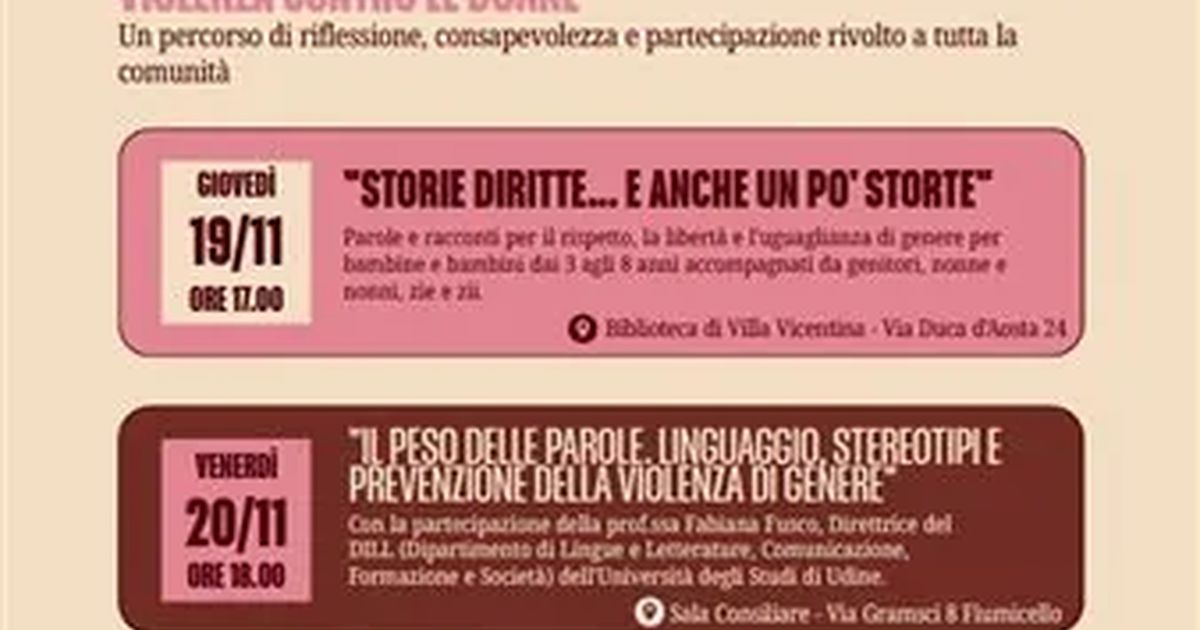 VIOLENZA CONTRO LE DONNE
Un percorso di riflessione, consapevolezza e partecipazione rivolto a tutta la
comunità
GIOVEDÌ
19/11
ORE 17.00
"STORIE DIRITTE... E ANCHE UN PO' STORTE"
Parole e racconti per il rispetto, la libertà e l'uguaglianza di genere per
bambine e bambini dai 3 agli 8 anni accompagnati da genitori, nonne e
nonni, zie e zii.
Biblioteca di Villa Vicentina - Via Duca d'Aosta 24
VENERDÌ
20/11
ORE 18.00
"IL PESO DELLE PAROLE. LINGUAGGIO, STEREOTIPI E
PREVENZIONE DELLA VIOLENZA DI GENERE"
Con la partecipazione della prof.ssa Fabiana Fusco, Direttrice del
DILL (Dipartimento di Lingue e Letterature, Comunicazione,
Formazione e Società) dell'Università degli Studi di Udine.
Sala Consiliare - Via Gramsci 8 Fiumicello